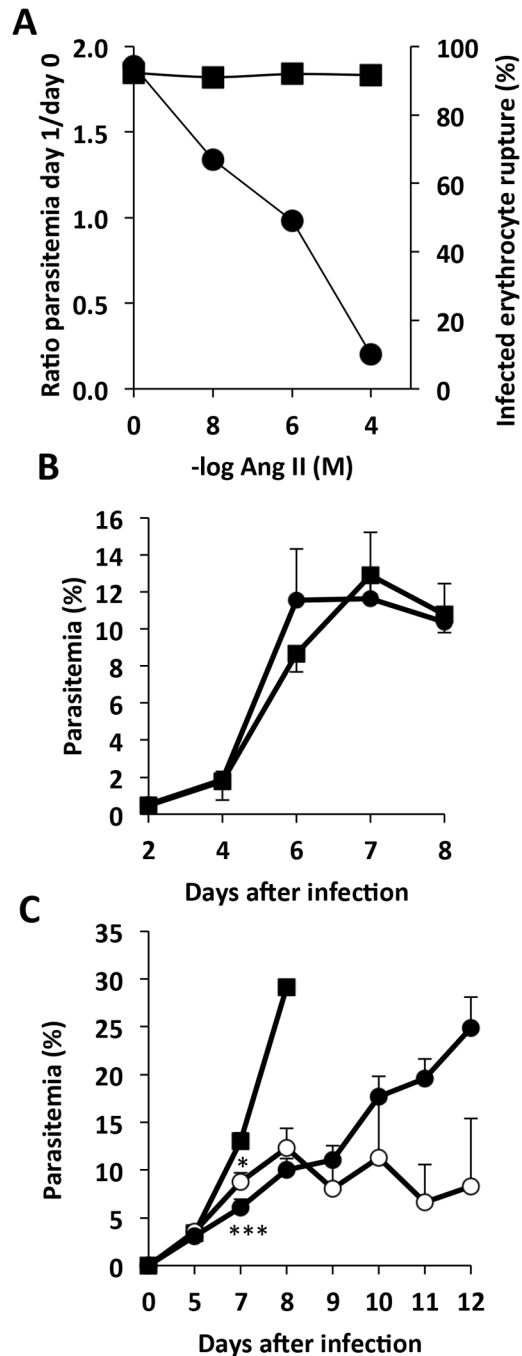 A
Ratio parasitemia day 1/day 0
2.0
1.5
1.0
0.5
0.0
100
80
60
40
20
0
Infected erythrocyte rupture (%)
0 8 6 4
-log Ang II (M)
B
Parasitemia (%)
16
14
12
10
8
6
4
2
0
2 4 6 7 8
Days after infection
C
Parasitemia (%)
35
30
25
20
15
10
5
0
*
***
0 5 7 8 9 10 11 12
Days after infection